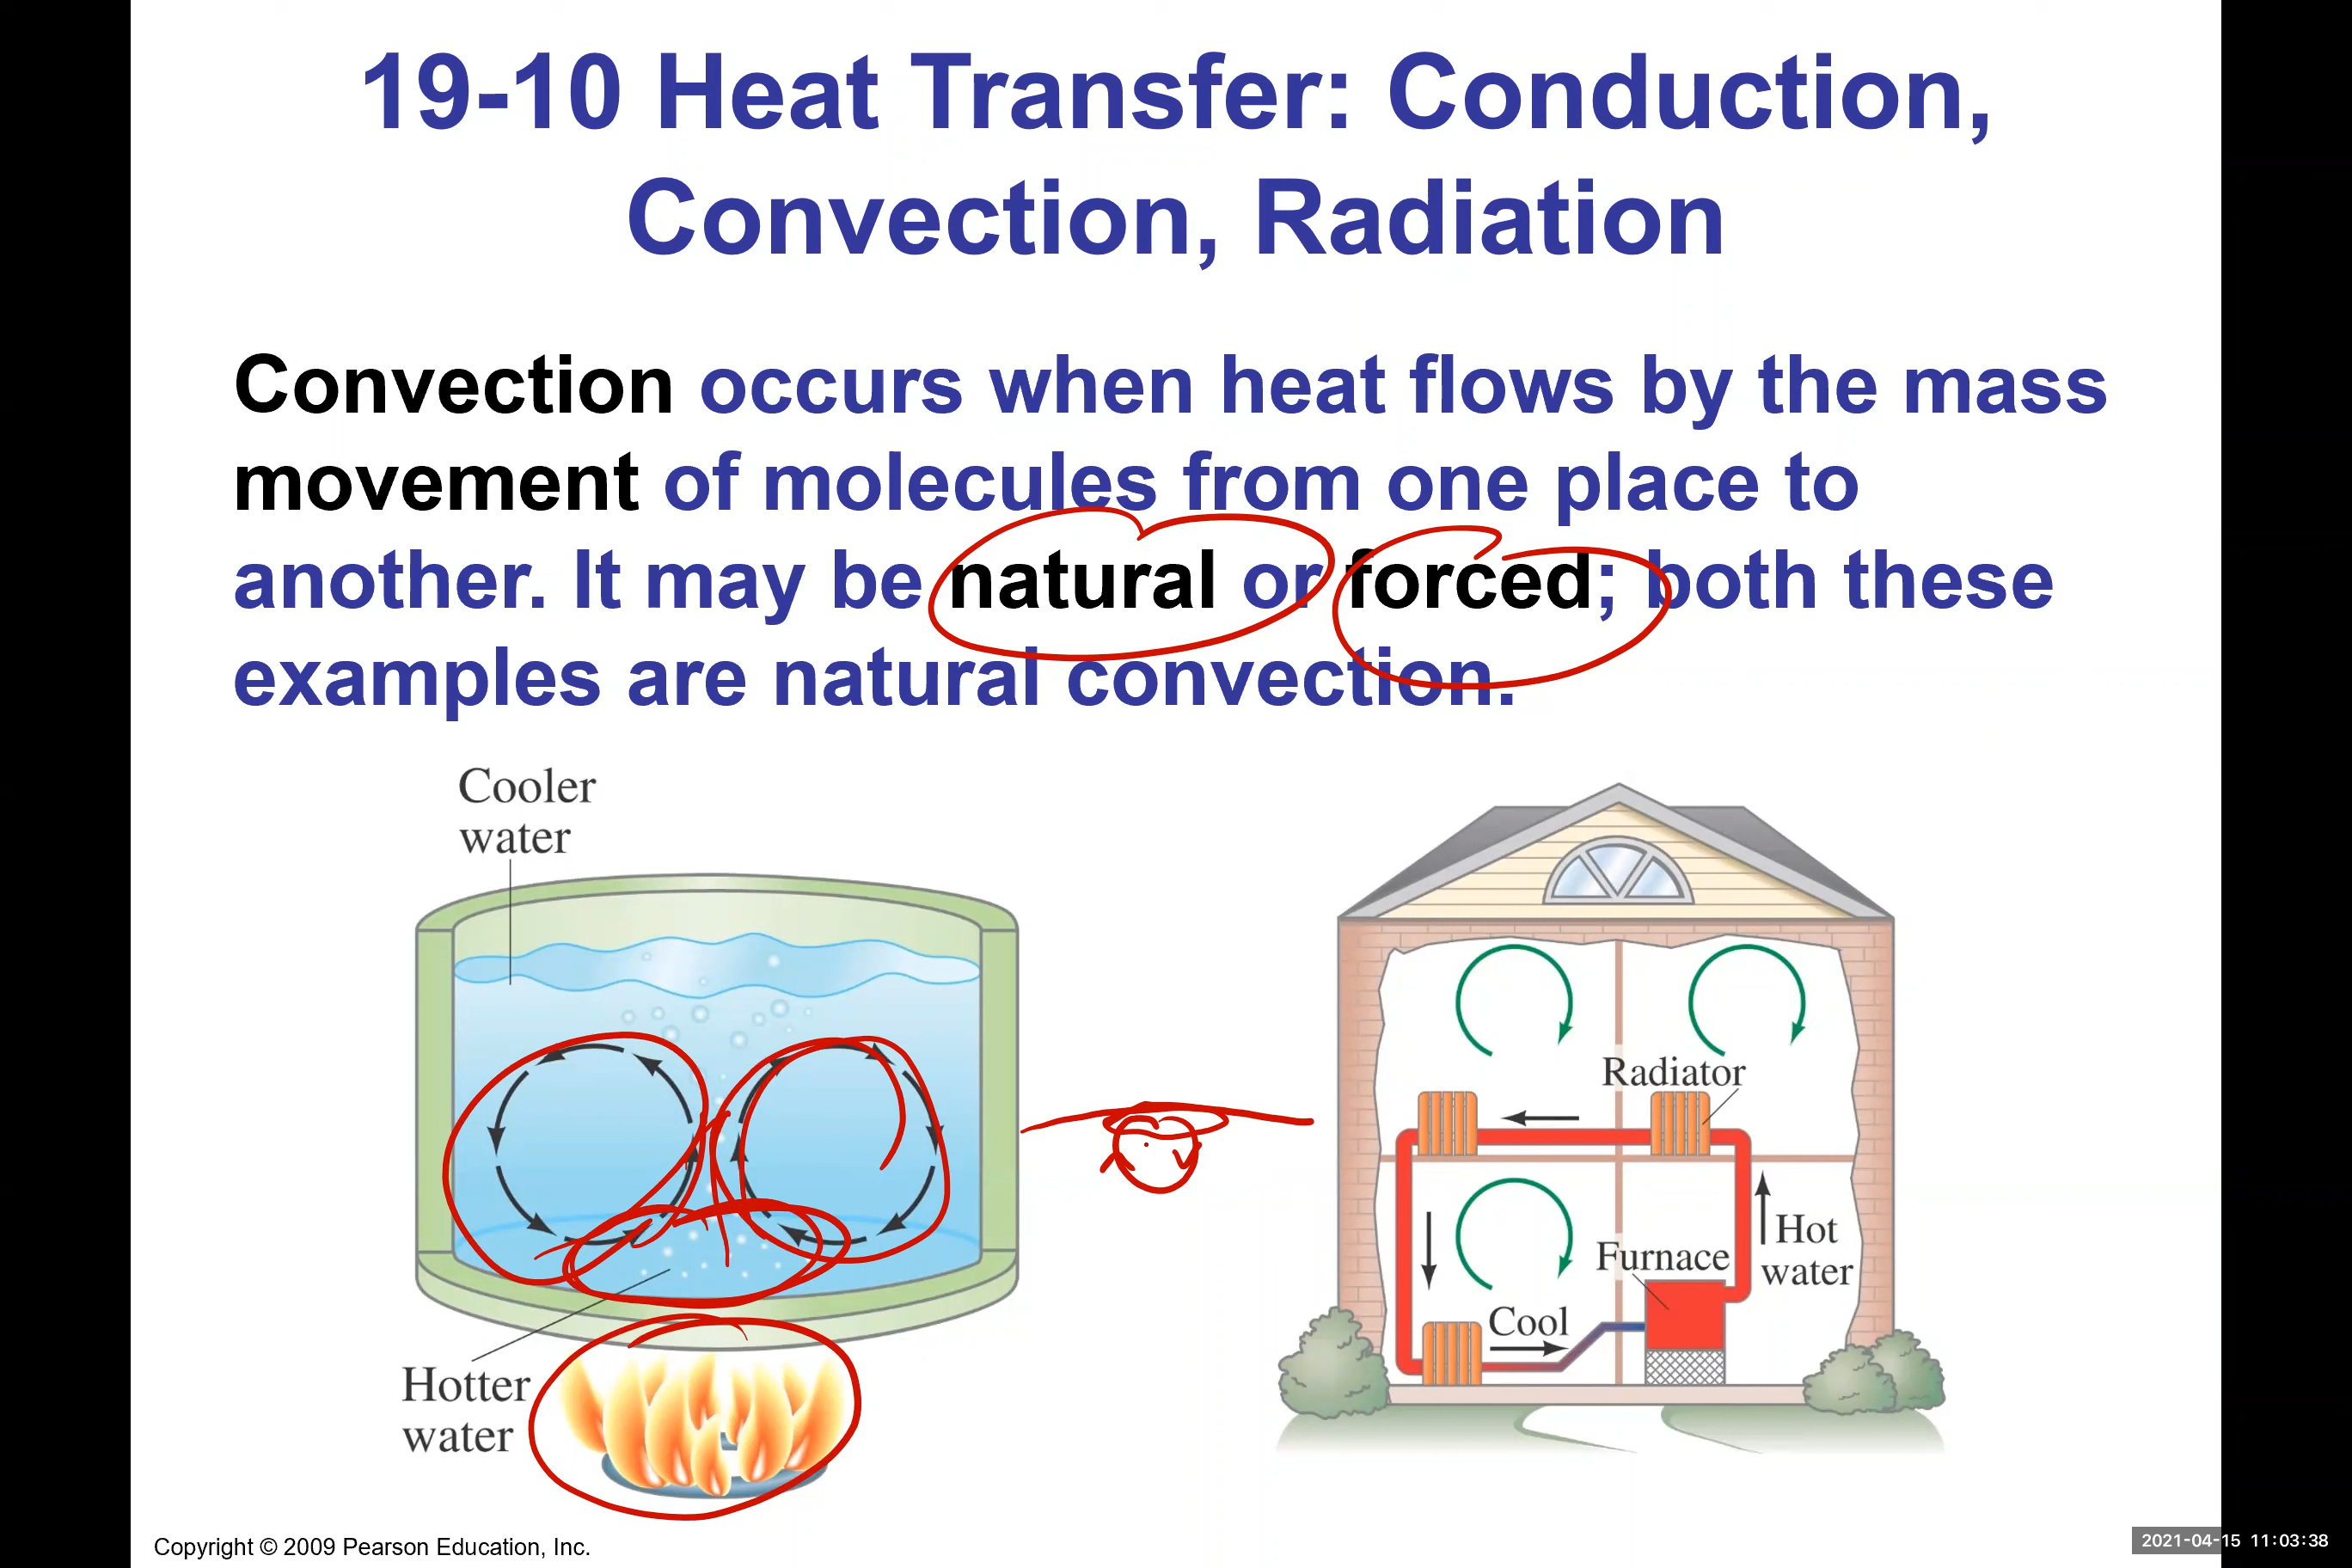 19-10 Heat Transfer: Conduction,
Convection, Radiation
Convection occurs when heat flows by the mass
movement of molecules from one place to
another. It may be natural or forced; both these
examples are natural convection.
Cooler
water
Hotter
water
Radiator
Hot
water
Furnace
Cool
Copyright © 2009 Pearson Education, Inc.
2021-04-15 11:03:38